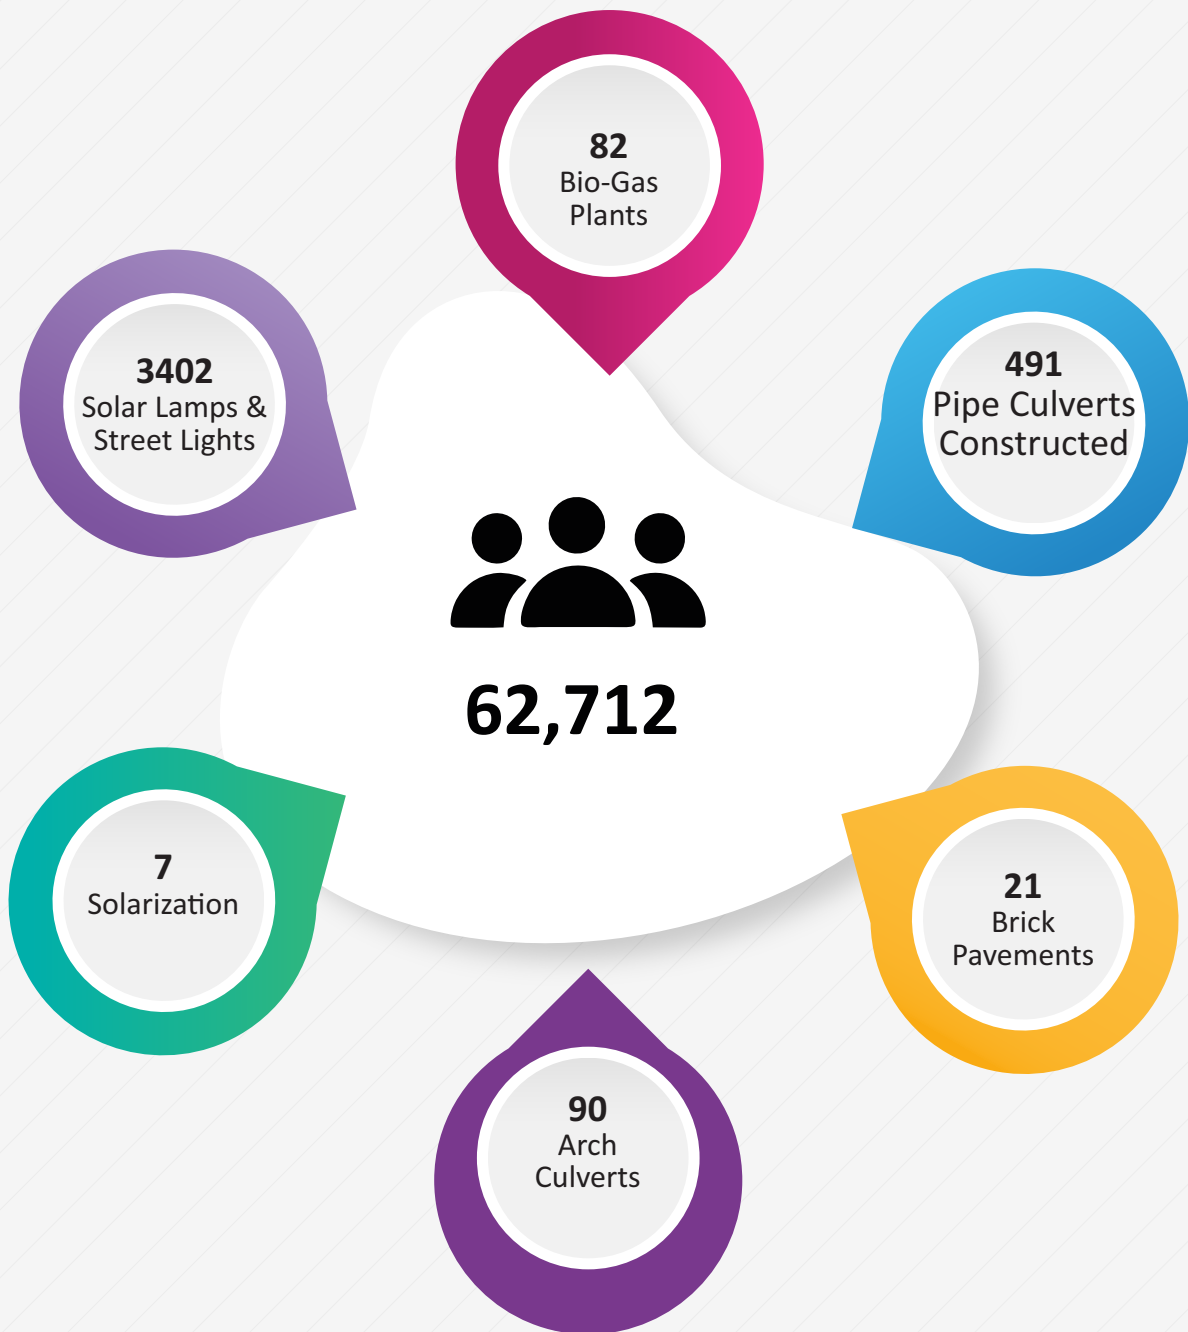 82
Bio-Gas
Plants
3402
Solar Lamps &
Street Lights
491
Pipe Culverts
Constructed
62,712
7
Solarization
21
Brick
Pavements
90
Arch
Culverts